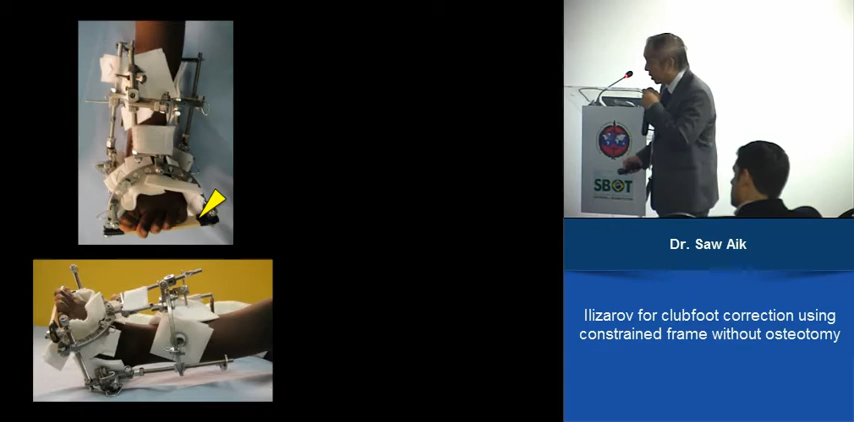 SBOT
Dr. Saw Aik
Ilizarov for clubfoot correction using
constrained frame without osteotomy